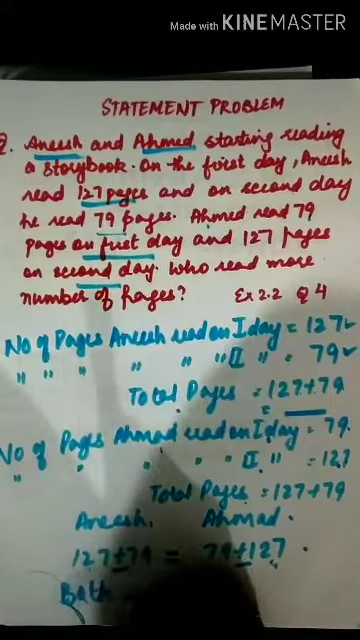 Made with KINEMASTER
STATEMENT PROBLEM
Q. Aneesh and Ahmed starting reading
a storybook. On the first day, Aneesh
read 127 pages and on second day
he read 79 pages. Ahmed read 79
pages on first day and 127 pages
on second day. Who read more
number of pages? Ex 2.2 Q 4
No of Pages Aneesh read on I day = 127
" " " " " II " = 79
Total Pages = 127+79
No of Pages Ahmad read on I day = 79
" " " " II " = 127
Total Pages = 127+79
Aneesh. Ahmad.
127+79 = 79+127.
Both